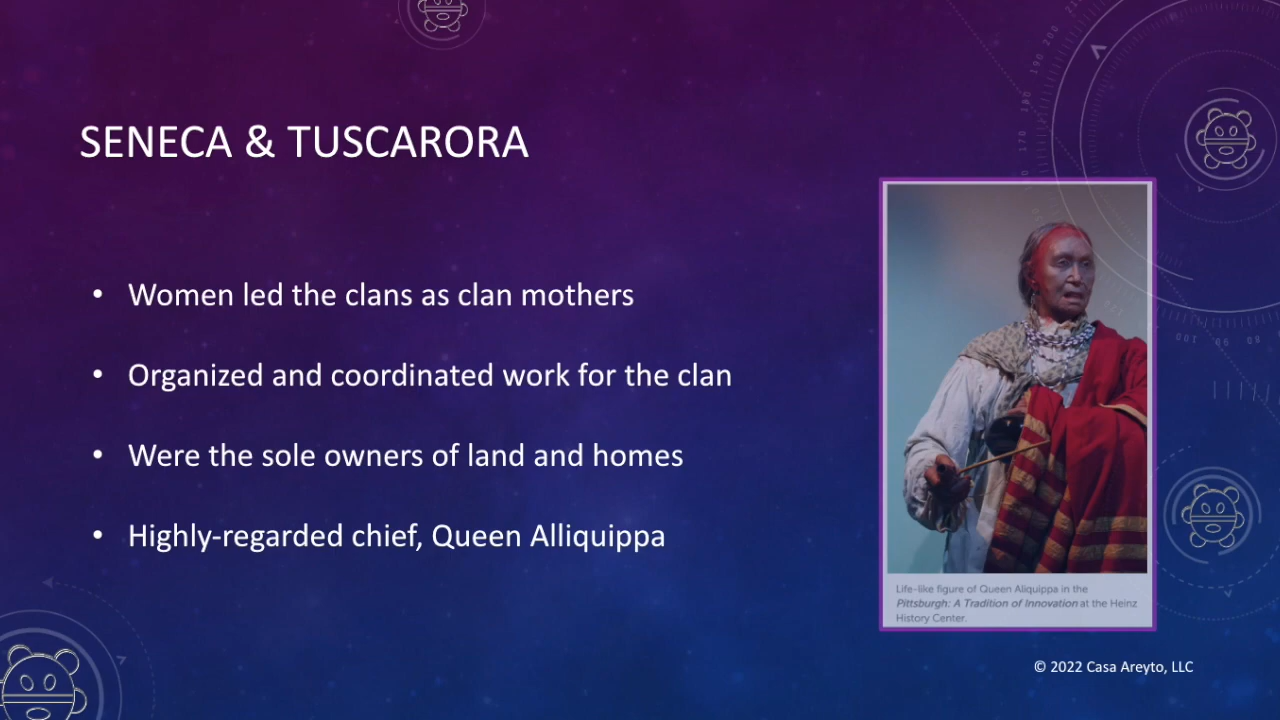 SENECA & TUSCARORA
• Women led the clans as clan mothers
• Organized and coordinated work for the clan
• Were the sole owners of land and homes
• Highly-regarded chief, Queen Alliquippa
Life-like figure of Queen Aliquippa in the
Pittsburgh: A Tradition of Innovation at the Heinz
History Center.
© 2022 Casa Areyto, LLC